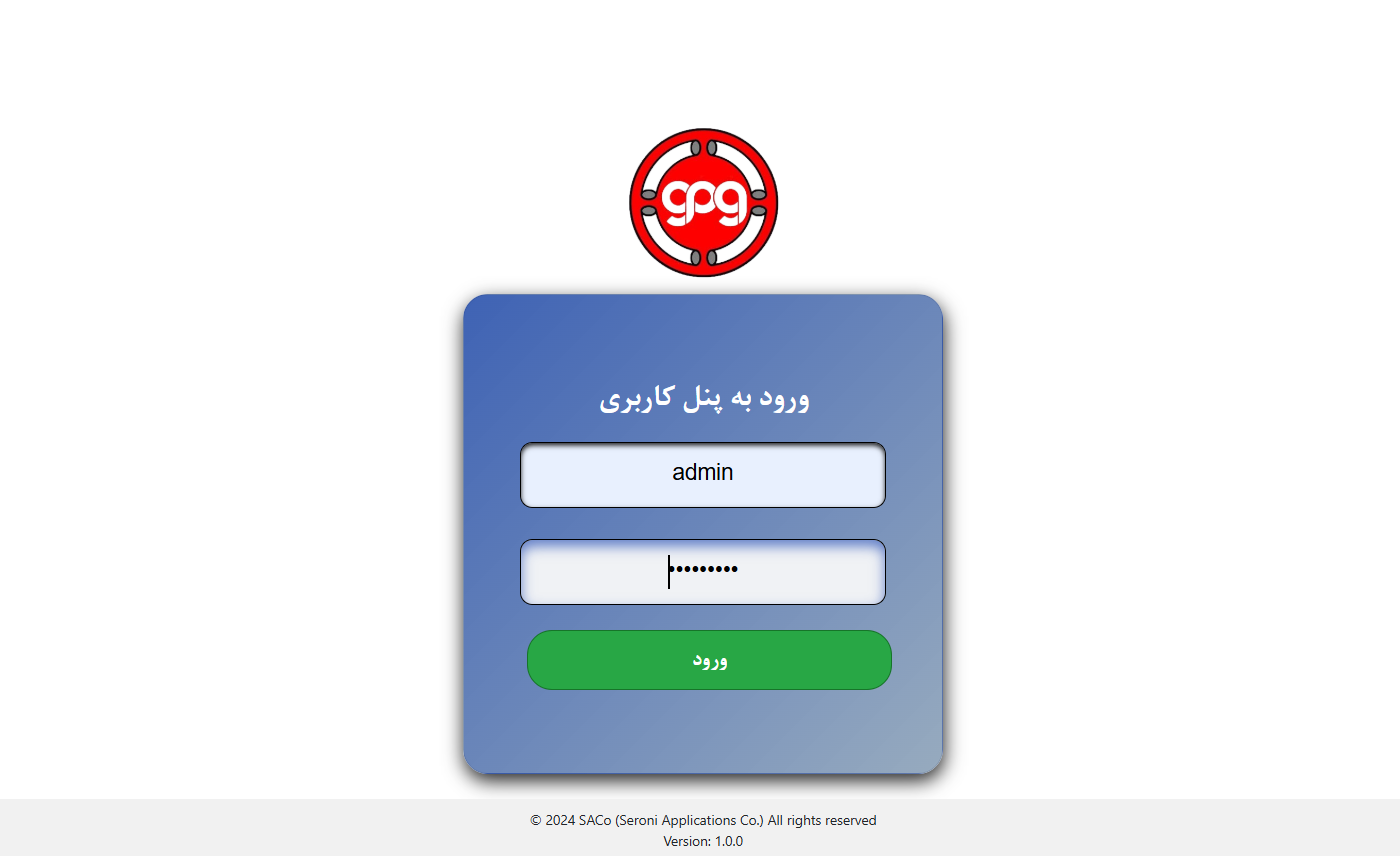 gpg
ورود به پنل کاربری
admin
•••••••••
ورود
© 2024 SACo (Seroni Applications Co.) All rights reserved
Version: 1.0.0